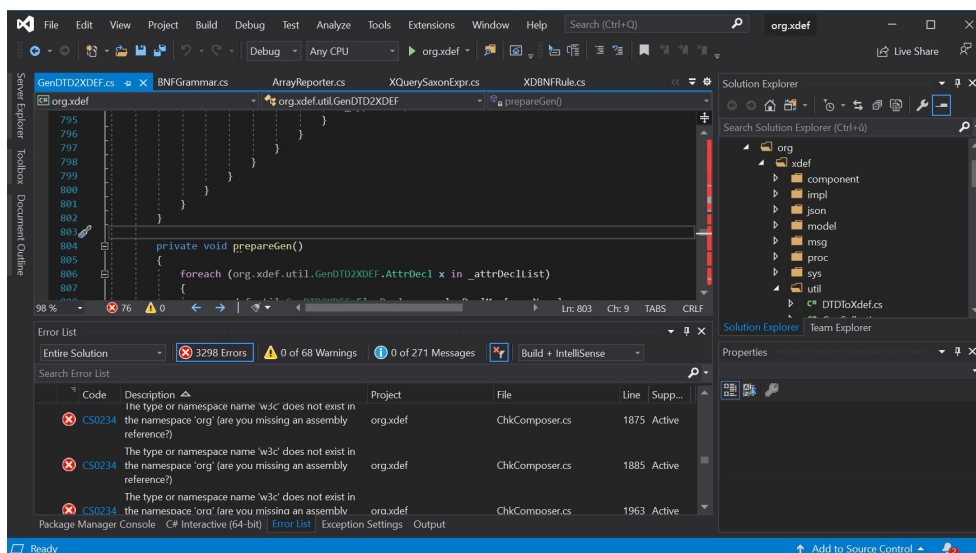 File Edit View Project Build Debug Test Analyze Tools Extensions Window Help Search (Ctrl+Q) org.xdef
Debug Any CPU org.xdef Live Share
Server Explorer
Toolbox
Document Outline
GenDTD2XDEF.cs BNFGrammar.cs ArrayReporter.cs XQuerySaxonExpr.cs XDBNFRule.cs
org.xdef org.xdef.util.GenDTD2XDEF prepareGen()
795 }
796 }
797 }
798 }
799 }
800 }
801 }
802 }
803
804 private void prepareGen()
805 {
806 foreach (org.xdef.util.GenDTD2XDEF.AttrDecl x in _attrDeclList)
807 {
98 % 76 0 Ln: 803 Ch: 9 TABS CRLF
Error List
Entire Solution 3298 Errors 0 of 68 Warnings 0 of 271 Messages Build + IntelliSense
Search Error List
Code Description Project File Line Supp...
CS0234 The type or namespace name 'w3c' does not exist in
the namespace 'org' (are you missing an assembly
reference?) org.xdef ChkComposer.cs 1875 Active
CS0234 The type or namespace name 'w3c' does not exist in
the namespace 'org' (are you missing an assembly
reference?) org.xdef ChkComposer.cs 1885 Active
CS0234 The type or namespace name 'w3c' does not exist in
the namespace 'org' (are you missing an assembly org.xdef ChkComposer.cs 1963 Active
Package Manager Console C# Interactive (64-bit) Error List Exception Settings Output
Solution Explorer
Search Solution Explorer (Ctrl+ů)
org
xdef
component
impl
json
model
msg
proc
sys
util
C# DTDToXdef.cs
Solution Explorer Team Explorer
Properties
Ready Add to Source Control 2